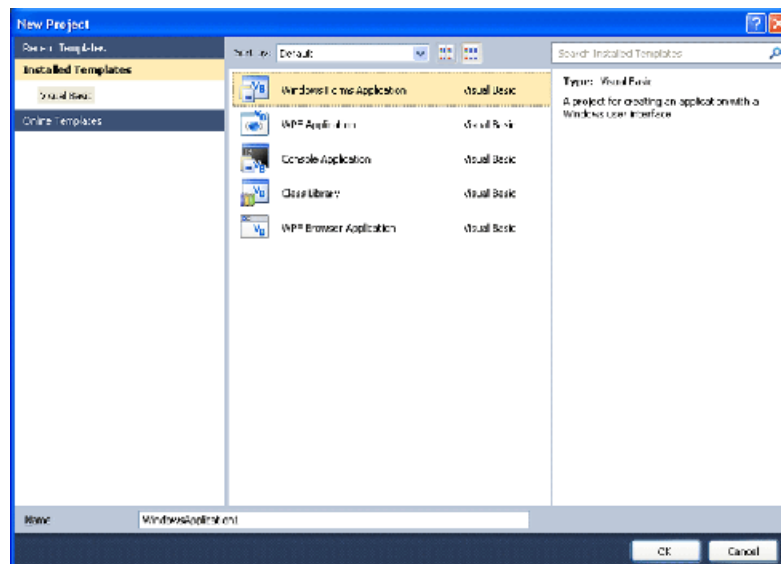 New Project
Recent Templates
Installed Templates
Visual Basic
Online Templates
Sort by: Default
Windows Forms Application Visual Basic
WPF Application Visual Basic
Console Application Visual Basic
Class Library Visual Basic
WPF Browser Application Visual Basic
Search Installed Templates
Type: Visual Basic
A project for creating an application with a
Windows user interface
Name WindowsApplication1
OK Cancel